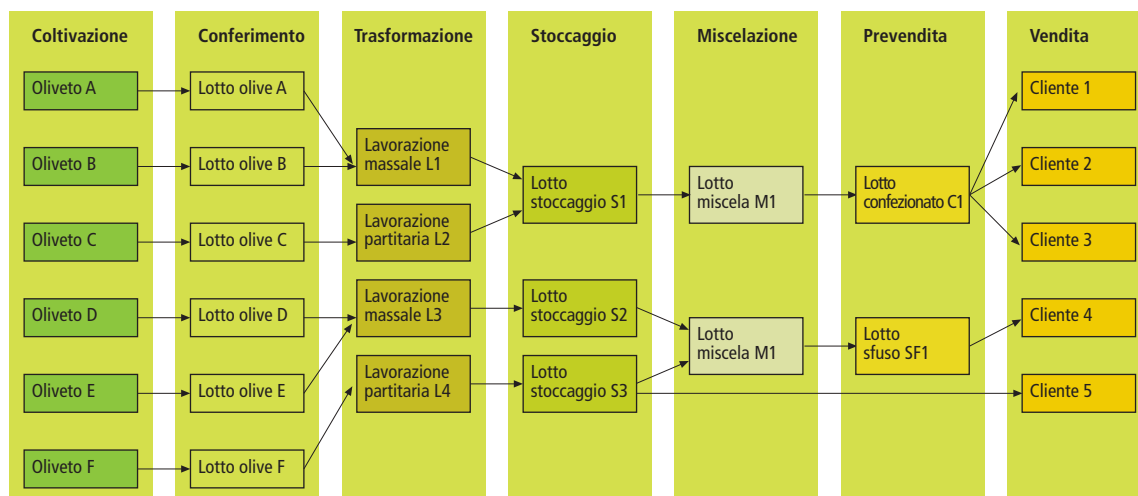 Coltivazione
Conferimento
Trasformazione
Stoccaggio
Miscelazione
Prevendita
Vendita
Oliveto A
Oliveto B
Oliveto C
Oliveto D
Oliveto E
Oliveto F
Lotto olive A
Lotto olive B
Lotto olive C
Lotto olive D
Lotto olive E
Lotto olive F
Lavorazione
massale L1
Lavorazione
partitaria L2
Lavorazione
massale L3
Lavorazione
partitaria L4
Lotto
stoccaggio S1
Lotto
stoccaggio S2
Lotto
stoccaggio S3
Lotto
miscela M1
Lotto
miscela M1
Lotto
confezionato C1
Lotto
sfuso SF1
Cliente 1
Cliente 2
Cliente 3
Cliente 4
Cliente 5